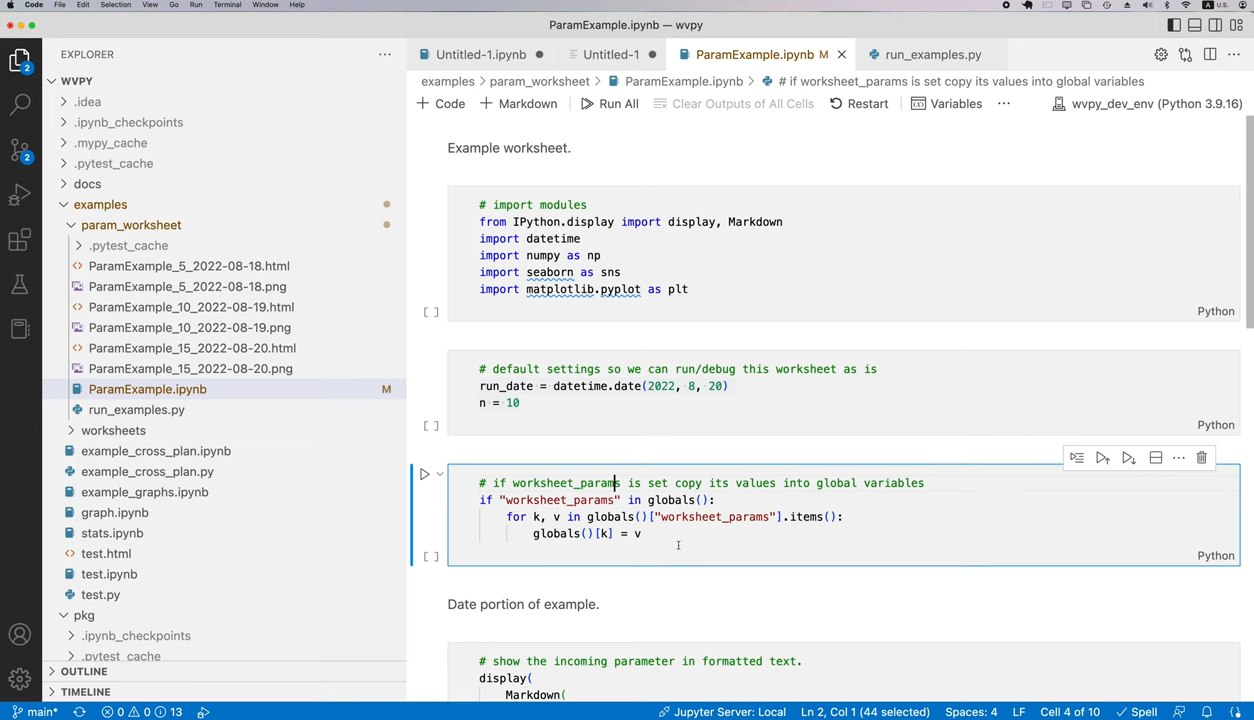 Code File Edit Selection View Go Run Terminal Window Help
ParamExample.ipynb — wvpy
EXPLORER
Untitled-1.ipynb Untitled-1 ParamExample.ipynb M run_examples.py
WVPY
examples > param_worksheet > ParamExample.ipynb > # if worksheet_params is set copy its values into global variables
+ Code + Markdown Run All Clear Outputs of All Cells Restart Variables ... wvpy_dev_env (Python 3.9.16)
.idea
.ipynb_checkpoints
.mypy_cache
.pytest_cache
docs
examples
param_worksheet
.pytest_cache
ParamExample_5_2022-08-18.html
ParamExample_5_2022-08-18.png
ParamExample_10_2022-08-19.html
ParamExample_10_2022-08-19.png
ParamExample_15_2022-08-20.html
ParamExample_15_2022-08-20.png
ParamExample.ipynb M
run_examples.py
worksheets
example_cross_plan.ipynb
example_cross_plan.py
example_graphs.ipynb
graph.ipynb
stats.ipynb
test.html
test.ipynb
test.py
pkg
.ipynb_checkpoints
.pytest_cache
OUTLINE
TIMELINE
2
2
Example worksheet.
# import modules
from IPython.display import display, Markdown
import datetime
import numpy as np
import seaborn as sns
import matplotlib.pyplot as plt
[ ] Python
# default settings so we can run/debug this worksheet as is
run_date = datetime.date(2022, 8, 20)
n = 10
[ ] Python
# if worksheet_params is set copy its values into global variables
if "worksheet_params" in globals():
for k, v in globals()["worksheet_params"].items():
globals()[k] = v
[ ] Python
Date portion of example.
# show the incoming parameter in formatted text.
display(
Markdown(
main* 0 0 13 Jupyter Server: Local Ln 2, Col 1 (44 selected) Spaces: 4 LF Cell 4 of 10 Spell